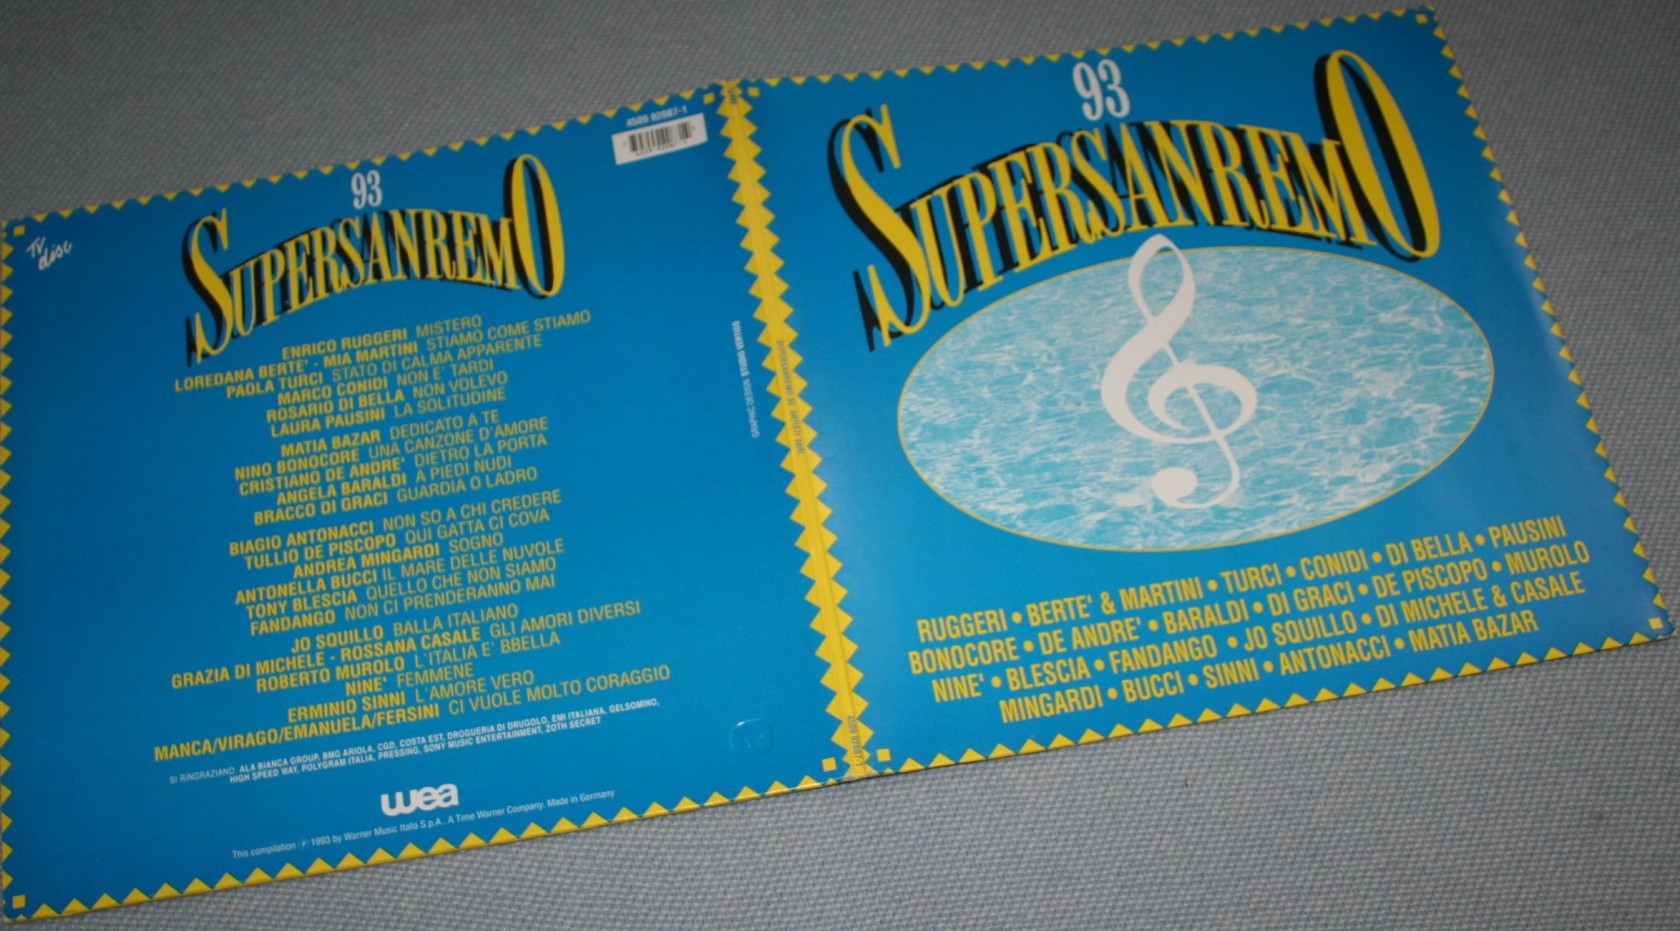 TV disc
4509 92087-1
93
SUPERSANREMO
ENRICO RUGGERI MISTERO
LOREDANA BERTE' - MIA MARTINI STIAMO COME STIAMO
PAOLA TURCI STATO DI CALMA APPARENTE
MARCO CONIDI NON E' TARDI
ROSARIO DI BELLA NON VOLEVO
LAURA PAUSINI LA SOLITUDINE
MATIA BAZAR DEDICATO A TE
NINO BONOCORE UNA CANZONE D'AMORE
CRISTIANO DE ANDRE' DIETRO LA PORTA
ANGELA BARALDI A PIEDI NUDI
BRACCO DI GRACI GUARDIA O LADRO
BIAGIO ANTONACCI NON SO A CHI CREDERE
TULLIO DE PISCOPO QUI GATTA CI COVA
ANDREA MINGARDI SOGNO
ANTONELLA BUCCI IL MARE DELLE NUVOLE
TONY BLESCIA QUELLO CHE NON SIAMO
FANDANGO NON CI PRENDERANNO MAI
JO SQUILLO BALLA ITALIANO
GRAZIA DI MICHELE - ROSSANA CASALE GLI AMORI DIVERSI
ROBERTO MUROLO L'ITALIA E' BBELLA
NINE' FEMMENE
ERMINIO SINNI L'AMORE VERO
MANCA/VIRAGO/EMANUELA/FERSINI CI VUOLE MOLTO CORAGGIO
SI RINGRAZIANO: ALA BIANCA GROUP, BMG ARIOLA, CGD, COSTA EST, DROGUERIA DI DRUGOLO, EMI ITALIANA, GELSOMINO,
HIGH SPEED WAY, POLYGRAM ITALIA, PRESSING, SONY MUSIC ENTERTAINMENT, ZOTH SECRET
wea
This compilation ℗ 1993 by Warner Music Italia S.p.A.. A Time Warner Company. Made in Germany
GRAPHIC DESIGN: STUDIO VERTIGO
93
SUPERSANREMO
RUGGERI • BERTE' & MARTINI • TURCI • CONIDI • DI BELLA • PAUSINI
BONOCORE • DE ANDRE' • BARALDI • DI GRACI • DE PISCOPO • MUROLO
NINE' • BLESCIA • FANDANGO • JO SQUILLO • DI MICHELE & CASALE
MINGARDI • BUCCI • SINNI • ANTONACCI • MATIA BAZAR